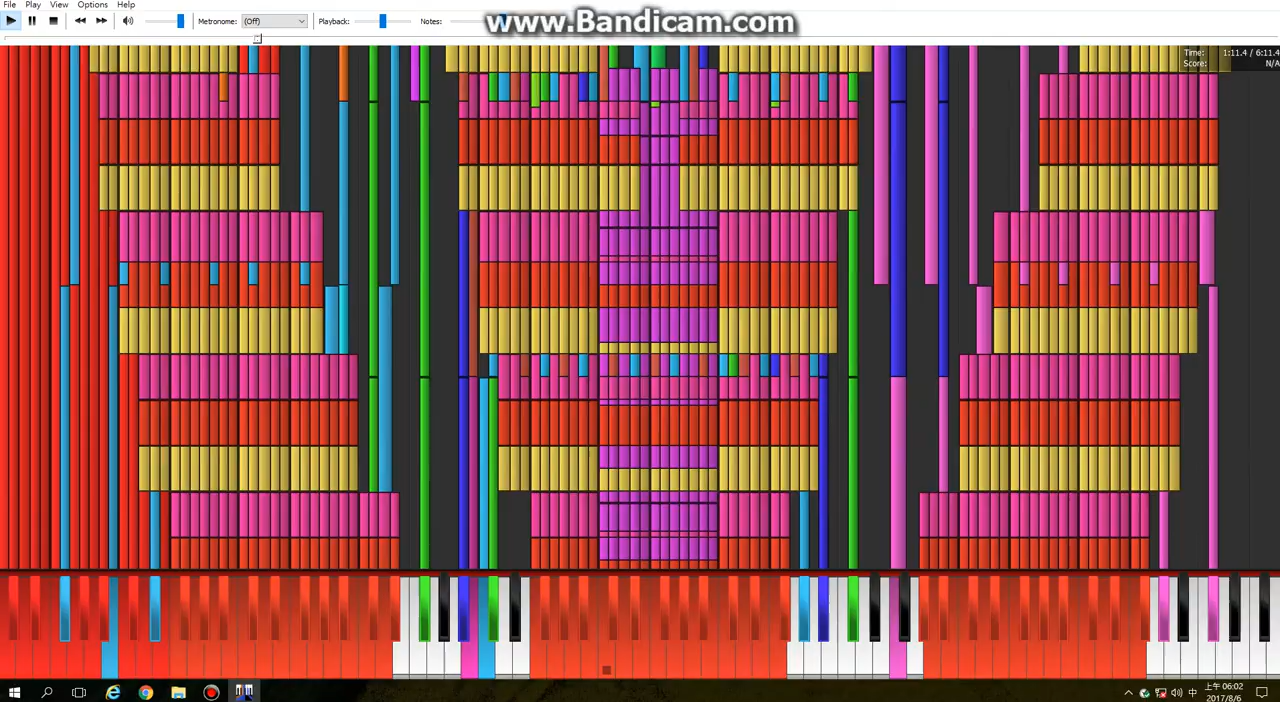 File Play View Options Help
www.Bandicam.com
Metronome: (Off) Playback: Notes:
Time: 1:11.4 / 6:11.4
Score: N/A
中
上午 06:02
2017/8/6